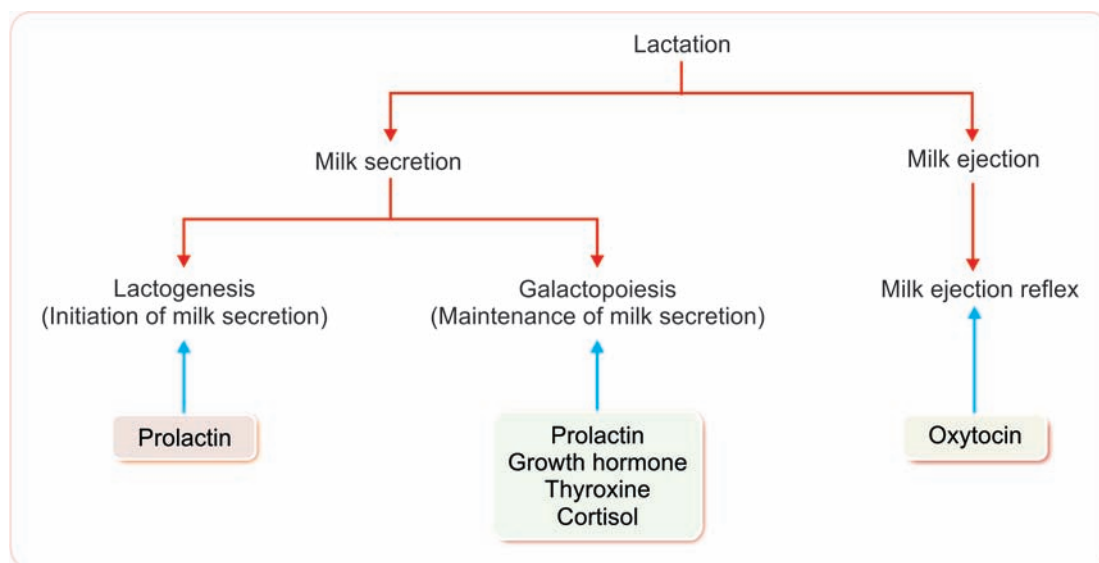 Lactation
Milk secretion
Milk ejection
Lactogenesis
(Initiation of milk secretion)
Galactopoiesis
(Maintenance of milk secretion)
Milk ejection reflex
Prolactin
Prolactin
Growth hormone
Thyroxine
Cortisol
Oxytocin